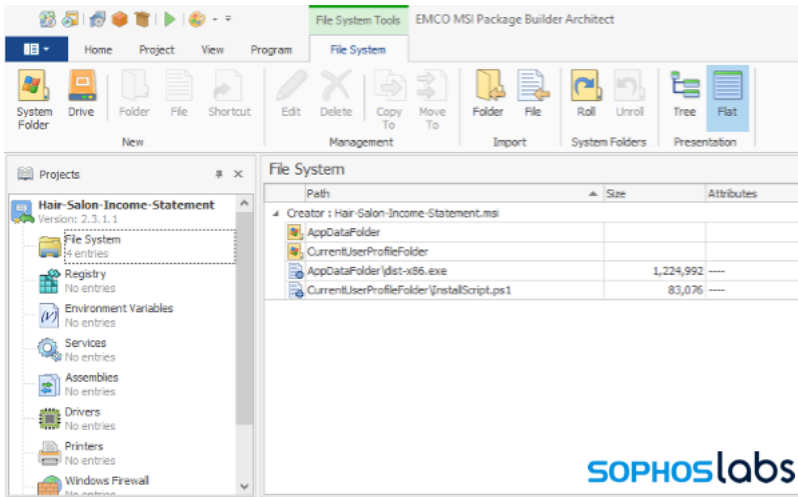 File System Tools EMCO MSI Package Builder Architect
Home Project View Program File System
System Folder Drive Folder File Shortcut Edit Delete Copy To Move To Folder File Roll Unroll Tree Flat
New Management Import System Folders Presentation
Projects
Hair-Salon-Income-Statement
Version: 2.3.1.1
File System
4 entries
Registry
No entries
Environment Variables
No entries
Services
No entries
Assemblies
No entries
Drivers
No entries
Printers
No entries
Windows Firewall
No entries
File System
Path Size Attributes
Creator : Hair-Salon-Income-Statement.msi
AppDataFolder
CurrentUserProfileFolder
AppDataFolder\dist-x86.exe 1,224,992 ----
CurrentUserProfileFolder\InstallScript.ps1 83,076 ----
SOPHOSlabs